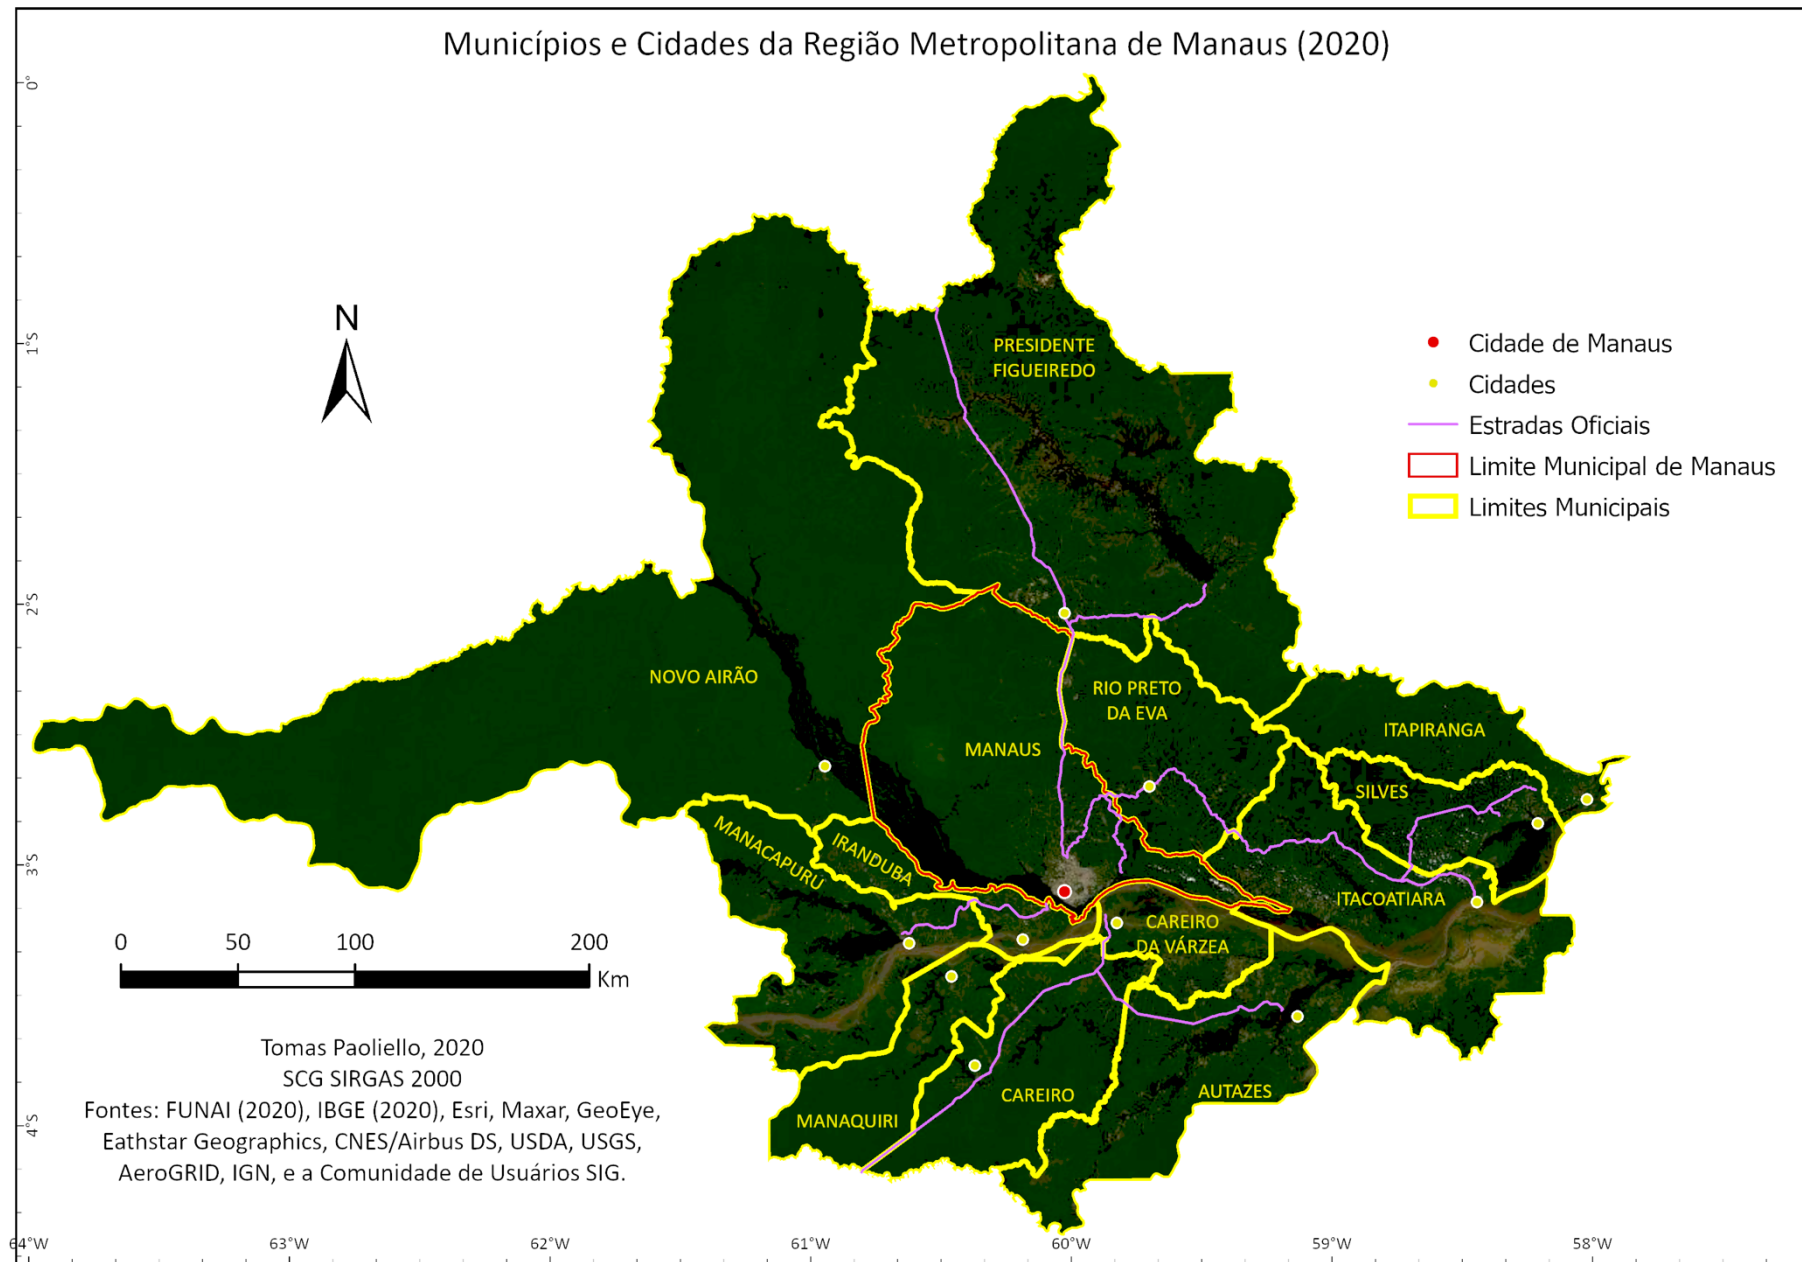 Municípios e Cidades da Região Metropolitana de Manaus (2020)
0°
1°S
2°S
3°S
4°S
N
Cidade de Manaus
Cidades
Estradas Oficiais
Limite Municipal de Manaus
Limites Municipais
PRESIDENTE
FIGUEIREDO
NOVO AIRÃO
RIO PRETO
DA EVA
MANAUS
ITAPIRANGA
SILVES
MANACAPURU
IRANDUBA
ITACOATIARA
CAREIRO
DA VÁRZEA
CAREIRO
AUTAZES
MANAQUIRI
0 50 100 200
Km
Tomas Paoliello, 2020
SCG SIRGAS 2000
Fontes: FUNAI (2020), IBGE (2020), Esri, Maxar, GeoEye,
Eathstar Geographics, CNES/Airbus DS, USDA, USGS,
AeroGRID, IGN, e a Comunidade de Usuários SIG.
64°W 63°W 62°W 61°W 60°W 59°W 58°W